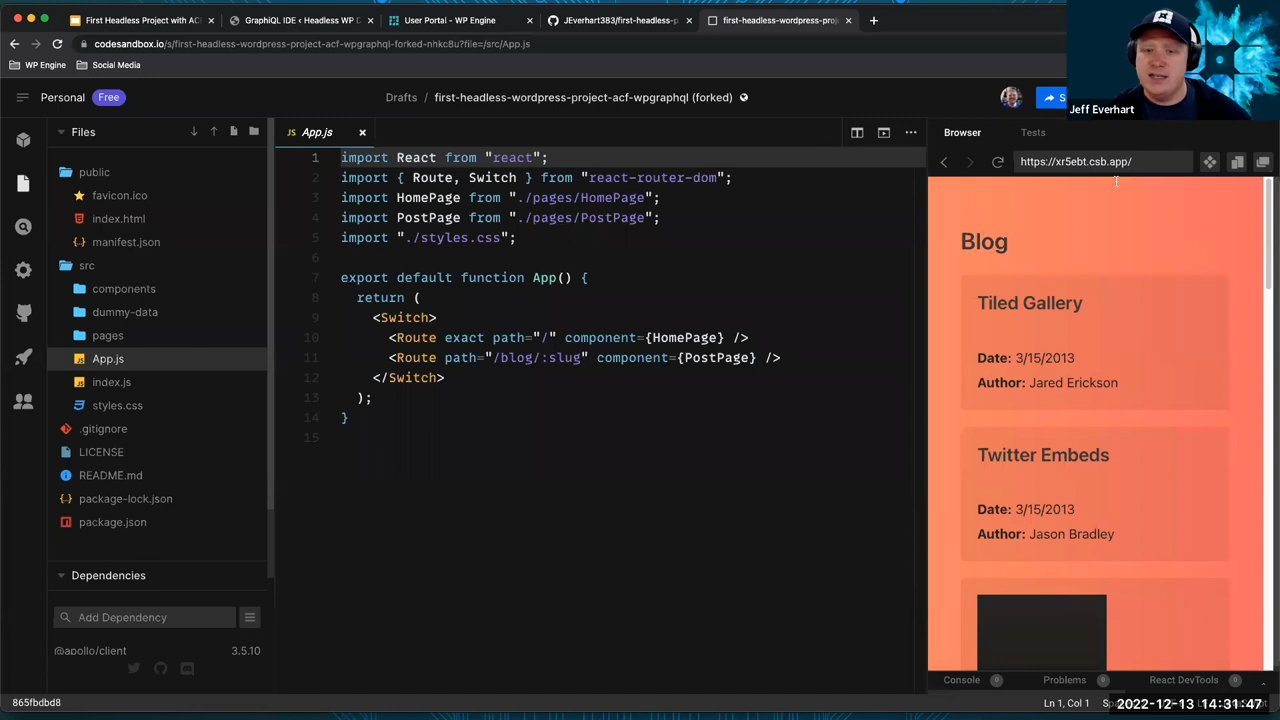 First Headless Project with ACF
GraphiQL IDE ‹ Headless WP D
User Portal - WP Engine
JEverhart383/first-headless-p
first-headless-wordpress-proj
codesandbox.io/s/first-headless-wordpress-project-acf-wpgraphql-forked-nhkc8u?file=/src/App.js
WP Engine
Social Media
Jeff Everhart
Personal
Free
Drafts / first-headless-wordpress-project-acf-wpgraphql (forked)
Files
public
favicon.ico
index.html
manifest.json
src
components
dummy-data
pages
App.js
index.js
styles.css
.gitignore
LICENSE
README.md
package-lock.json
package.json
Dependencies
Add Dependency
@apollo/client 3.5.10
865fbdbd8
JS App.js
1 import React from "react";
2 import { Route, Switch } from "react-router-dom";
3 import HomePage from "./pages/HomePage";
4 import PostPage from "./pages/PostPage";
5 import "./styles.css";
6
7 export default function App() {
8 return (
9 <Switch>
10 <Route exact path="/" component={HomePage} />
11 <Route path="/blog/:slug" component={PostPage} />
12 </Switch>
13 );
14 }
15
Browser
Tests
https://xr5ebt.csb.app/
Blog
Tiled Gallery
Date: 3/15/2013
Author: Jared Erickson
Twitter Embeds
Date: 3/15/2013
Author: Jason Bradley
Console 0
Problems 0
React DevTools 0
Ln 1, Col 1
2022-12-13 14:31:47